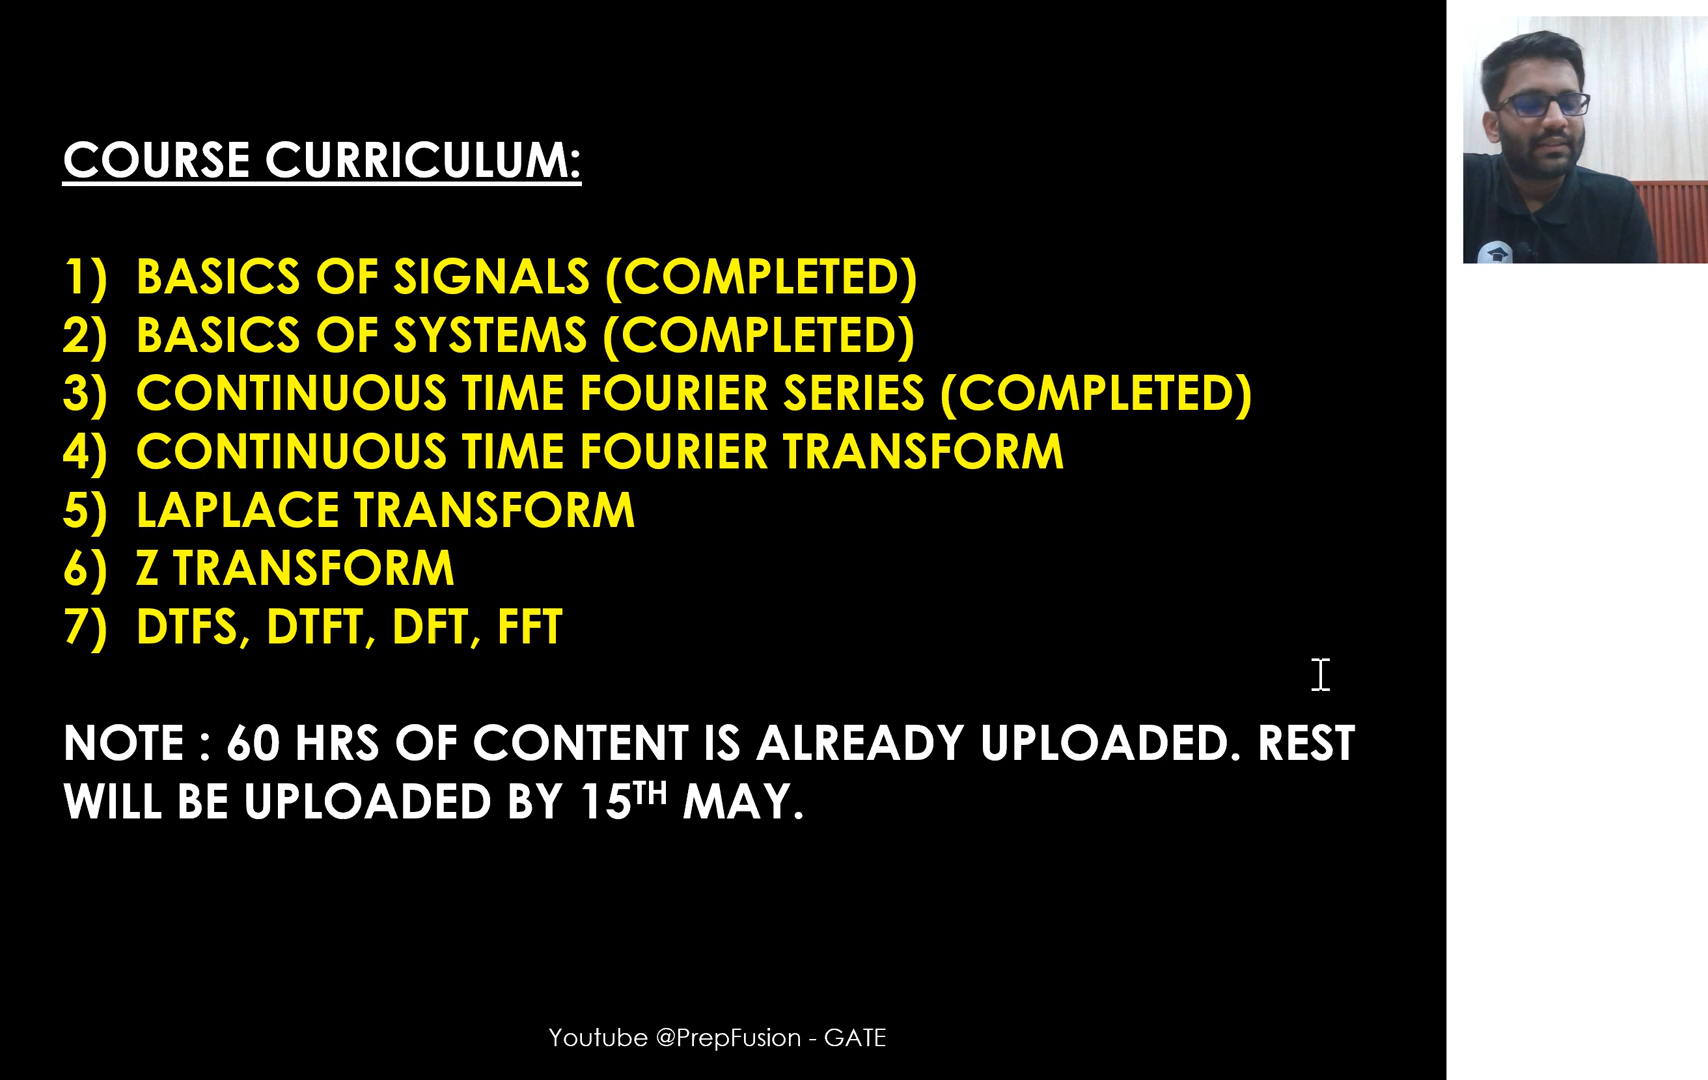 COURSE CURRICULUM:
1) BASICS OF SIGNALS (COMPLETED)
2) BASICS OF SYSTEMS (COMPLETED)
3) CONTINUOUS TIME FOURIER SERIES (COMPLETED)
4) CONTINUOUS TIME FOURIER TRANSFORM
5) LAPLACE TRANSFORM
6) Z TRANSFORM
7) DTFS, DTFT, DFT, FFT
NOTE : 60 HRS OF CONTENT IS ALREADY UPLOADED. REST
WILL BE UPLOADED BY 15TH MAY.
Youtube @PrepFusion - GATE